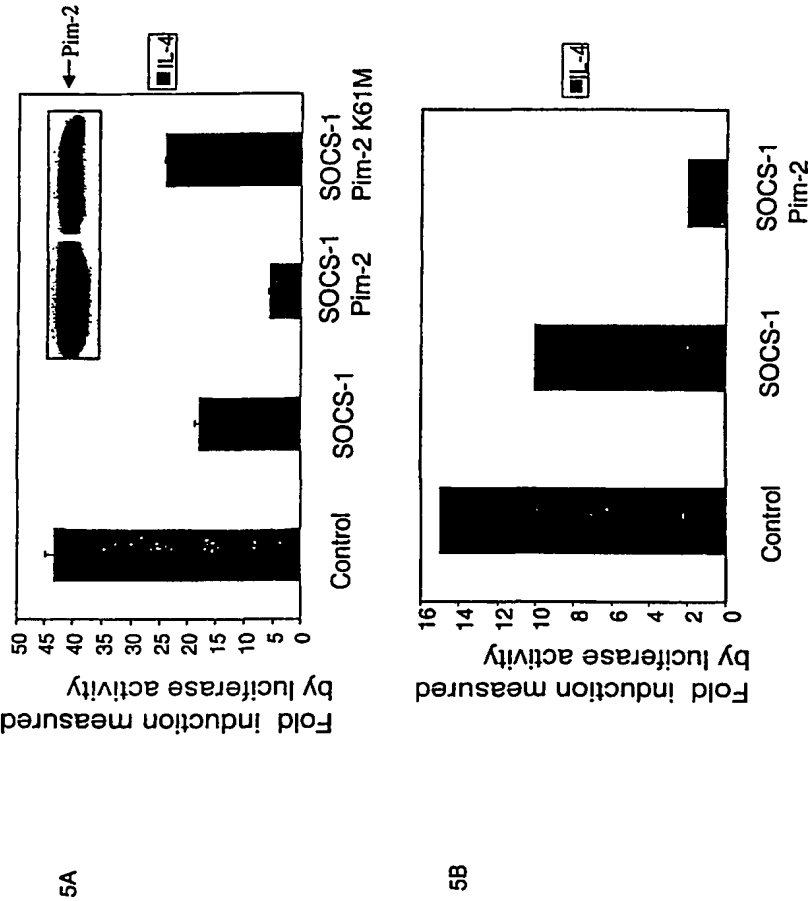 5A
Fold induction measured
by luciferase activity
50
45
40
35
30
25
20
15
10
5
0
Pim-2
IL-4
Control
SOCS-1
SOCS-1
Pim-2
SOCS-1
Pim-2 K61M
5B
Fold induction measured
by luciferase activity
16
14
12
10
8
6
4
2
0
IL-4
Control
SOCS-1
SOCS-1
Pim-2